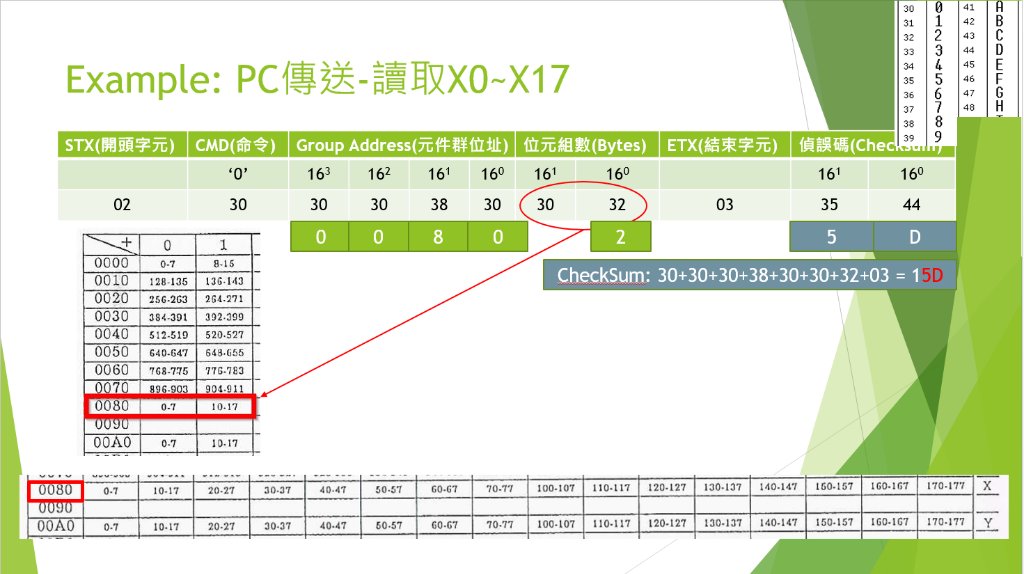 30 0 41 A
31 1 42 B
32 2 43 C
33 3 44 D
34 4 45 E
35 5 46 F
36 6 47 G
37 7 48 H
38 8
39 9
Example: PC傳送-讀取X0~X17
STX(開頭字元) CMD(命令) Group Address(元件群位址) 位元組數(Bytes) ETX(結束字元) 偵誤碼(Checksum)
‘0’ 16³ 16² 16¹ 16⁰ 16¹ 16⁰ 16¹ 16⁰
02 30 30 30 38 30 30 32 03 35 44
0 0 8 0 2 5 D
CheckSum: 30+30+30+38+30+30+32+03 = 15D
+ 0 1
0000 0-7 8-15
0010 128-135 136-143
0020 256-263 264-271
0030 384-391 392-399
0040 512-519 520-527
0050 640-647 648-655
0060 768-775 776-783
0070 896-903 904-911
0080 0-7 10-17
0090
00A0 0-7 10-17
0080 0-7 10-17 20-27 30-37 40-47 50-57 60-67 70-77 100-107 110-117 120-127 130-137 140-147 150-157 160-167 170-177 X
0090
00A0 0-7 10-17 20-27 30-37 40-47 50-57 60-67 70-77 100-107 110-117 120-127 130-137 140-147 150-157 160-167 170-177 Y